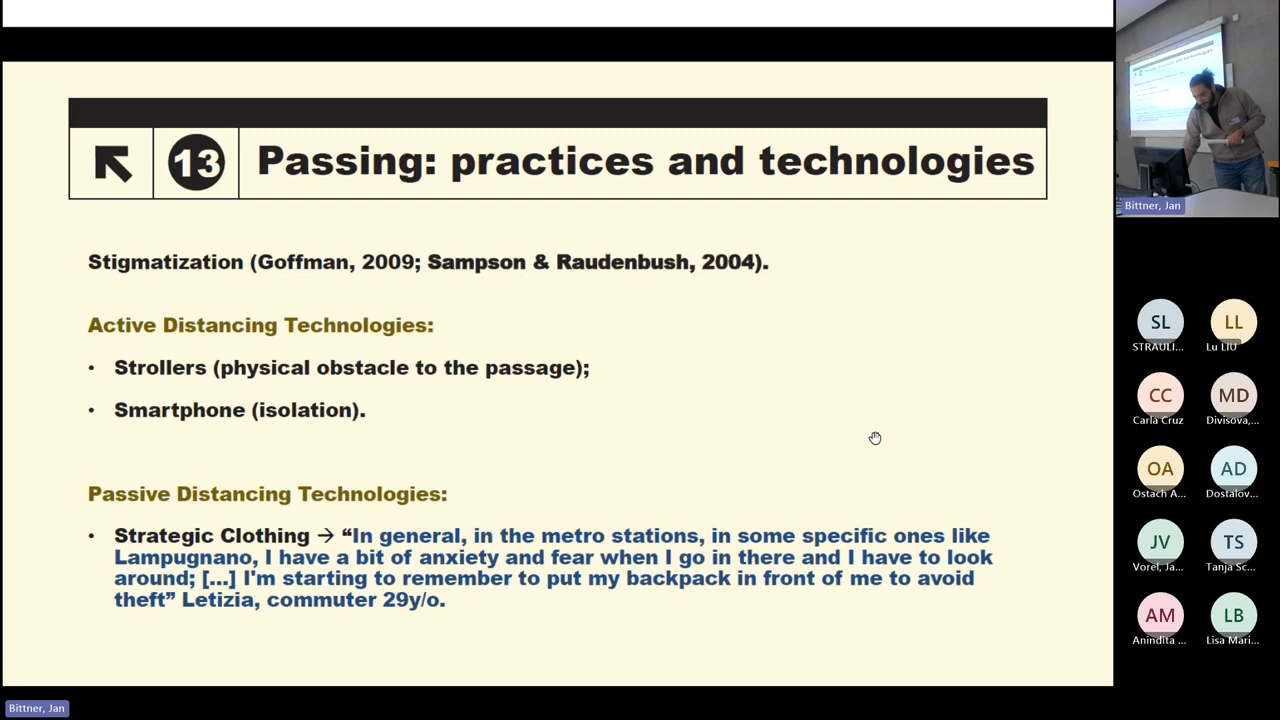 13
Passing: practices and technologies
Stigmatization (Goffman, 2009; Sampson & Raudenbush, 2004).
Active Distancing Technologies:
• Strollers (physical obstacle to the passage);
• Smartphone (isolation).
Passive Distancing Technologies:
• Strategic Clothing → “In general, in the metro stations, in some specific ones like
Lampugnano, I have a bit of anxiety and fear when I go in there and I have to look
around; [...] I'm starting to remember to put my backpack in front of me to avoid
theft” Letizia, commuter 29y/o.
Bittner, Jan
Bittner, Jan
SL
STRAULI...
LL
Lu LIU
CC
Carla Cruz
MD
Divisova,...
OA
Ostach A...
AD
Dostalov...
JV
Vorel, Ja...
TS
Tanja Sc...
AM
Anindita ...
LB
Lisa Mari...